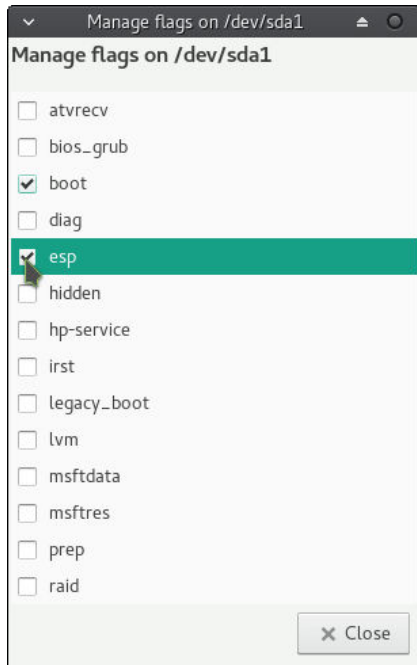 Manage flags on /dev/sda1
Manage flags on /dev/sda1
atvrecv
bios_grub
boot
diag
esp
hidden
hp-service
irst
legacy_boot
lvm
msftdata
msftres
prep
raid
Close